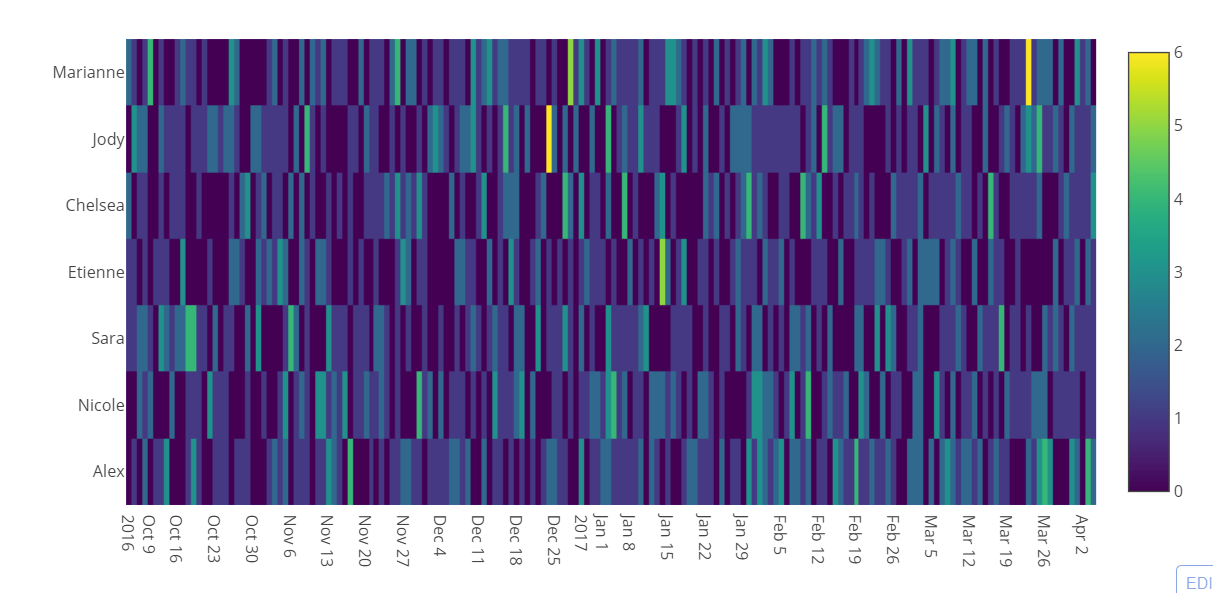 Marianne
Jody
Chelsea
Etienne
Sara
Nicole
Alex
2016
Oct 9
Oct 16
Oct 23
Oct 30
Nov 6
Nov 13
Nov 20
Nov 27
Dec 4
Dec 11
Dec 18
Dec 25
2017
Jan 1
Jan 8
Jan 15
Jan 22
Jan 29
Feb 5
Feb 12
Feb 19
Feb 26
Mar 5
Mar 12
Mar 19
Mar 26
Apr 2
6
5
4
3
2
1
0
EDI